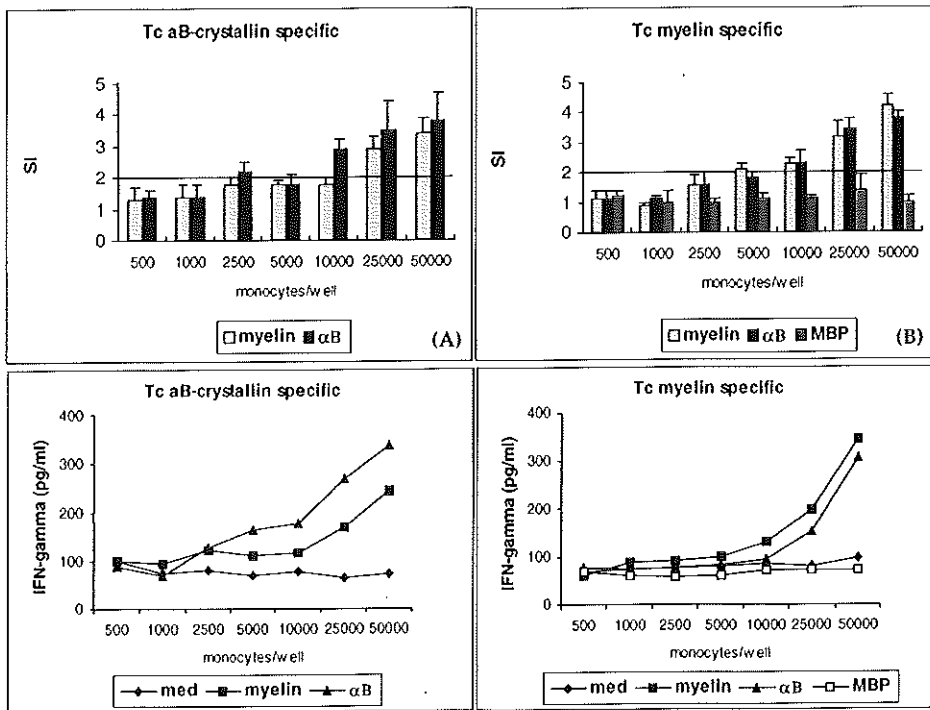 Tc aB-crystallin specific
SI
5
4
3
2
1
0
500 1000 2500 5000 10000 25000 50000
monocytes/well
myelin αB
(A)
Tc myelin specific
SI
5
4
3
2
1
0
500 1000 2500 5000 10000 25000 50000
monocytes/well
myelin αB MBP
(B)
Tc aB-crystallin specific
IFN-gamma (pg/ml)
400
300
200
100
0
500 1000 2500 5000 10000 25000 50000
monocytes/well
med myelin αB
Tc myelin specific
IFN-gamma (pg/ml)
400
300
200
100
0
500 1000 2500 5000 10000 25000 50000
monocytes/well
med myelin αB MBP